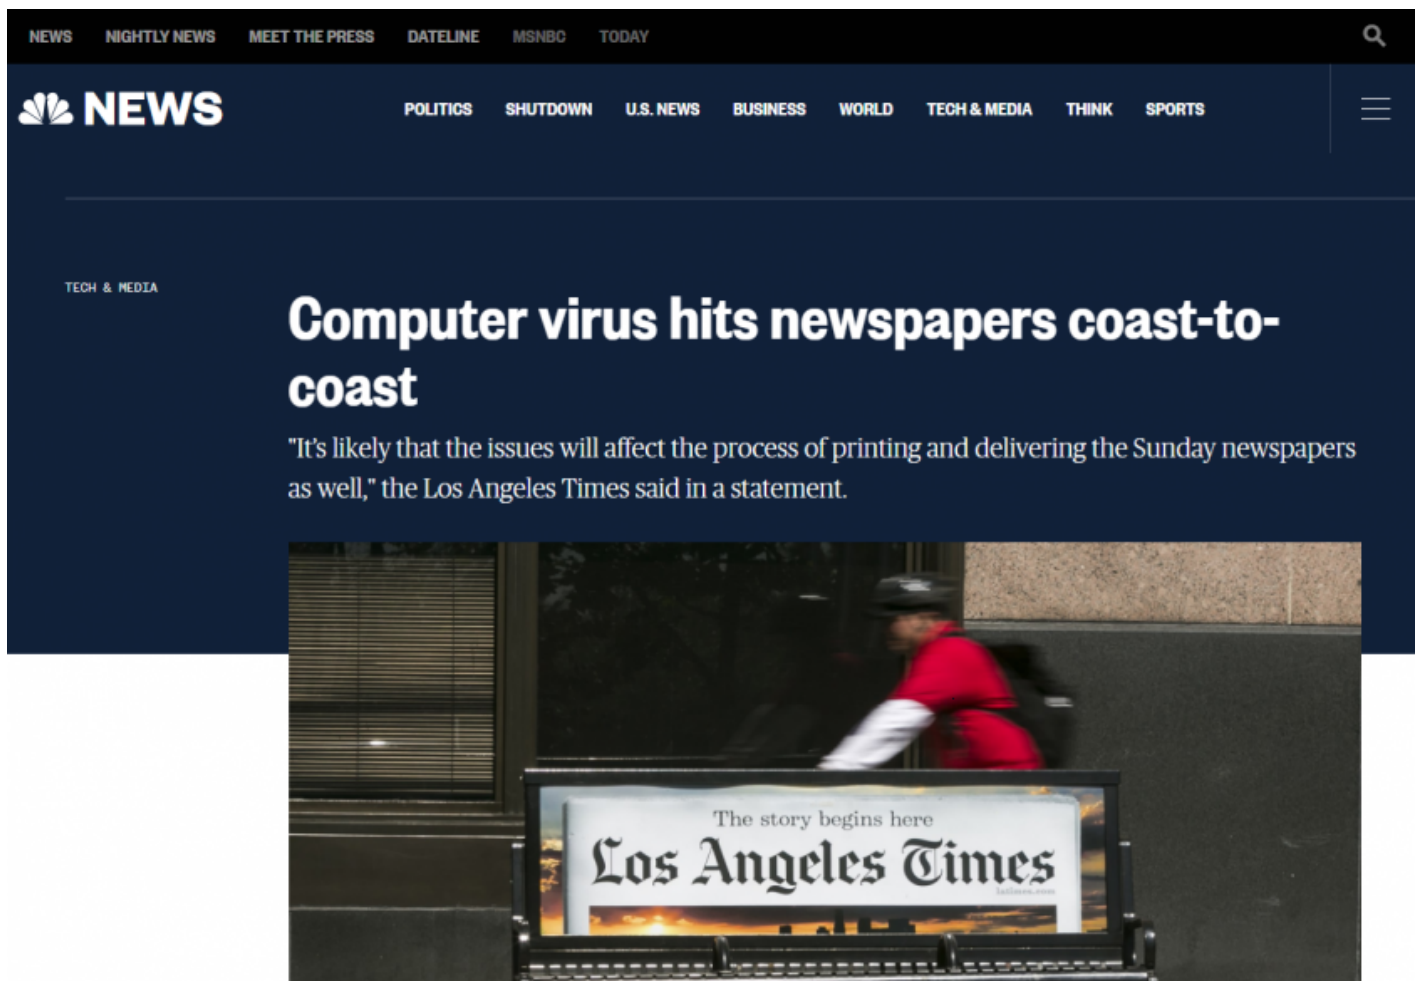 NEWS NIGHTLY NEWS MEET THE PRESS DATELINE MSNBC TODAY
NEWS POLITICS SHUTDOWN U.S. NEWS BUSINESS WORLD TECH & MEDIA THINK SPORTS
TECH & MEDIA
Computer virus hits newspapers coast-to-
coast
"It's likely that the issues will affect the process of printing and delivering the Sunday newspapers
as well," the Los Angeles Times said in a statement.
The story begins here
Los Angeles Times
latimes.com